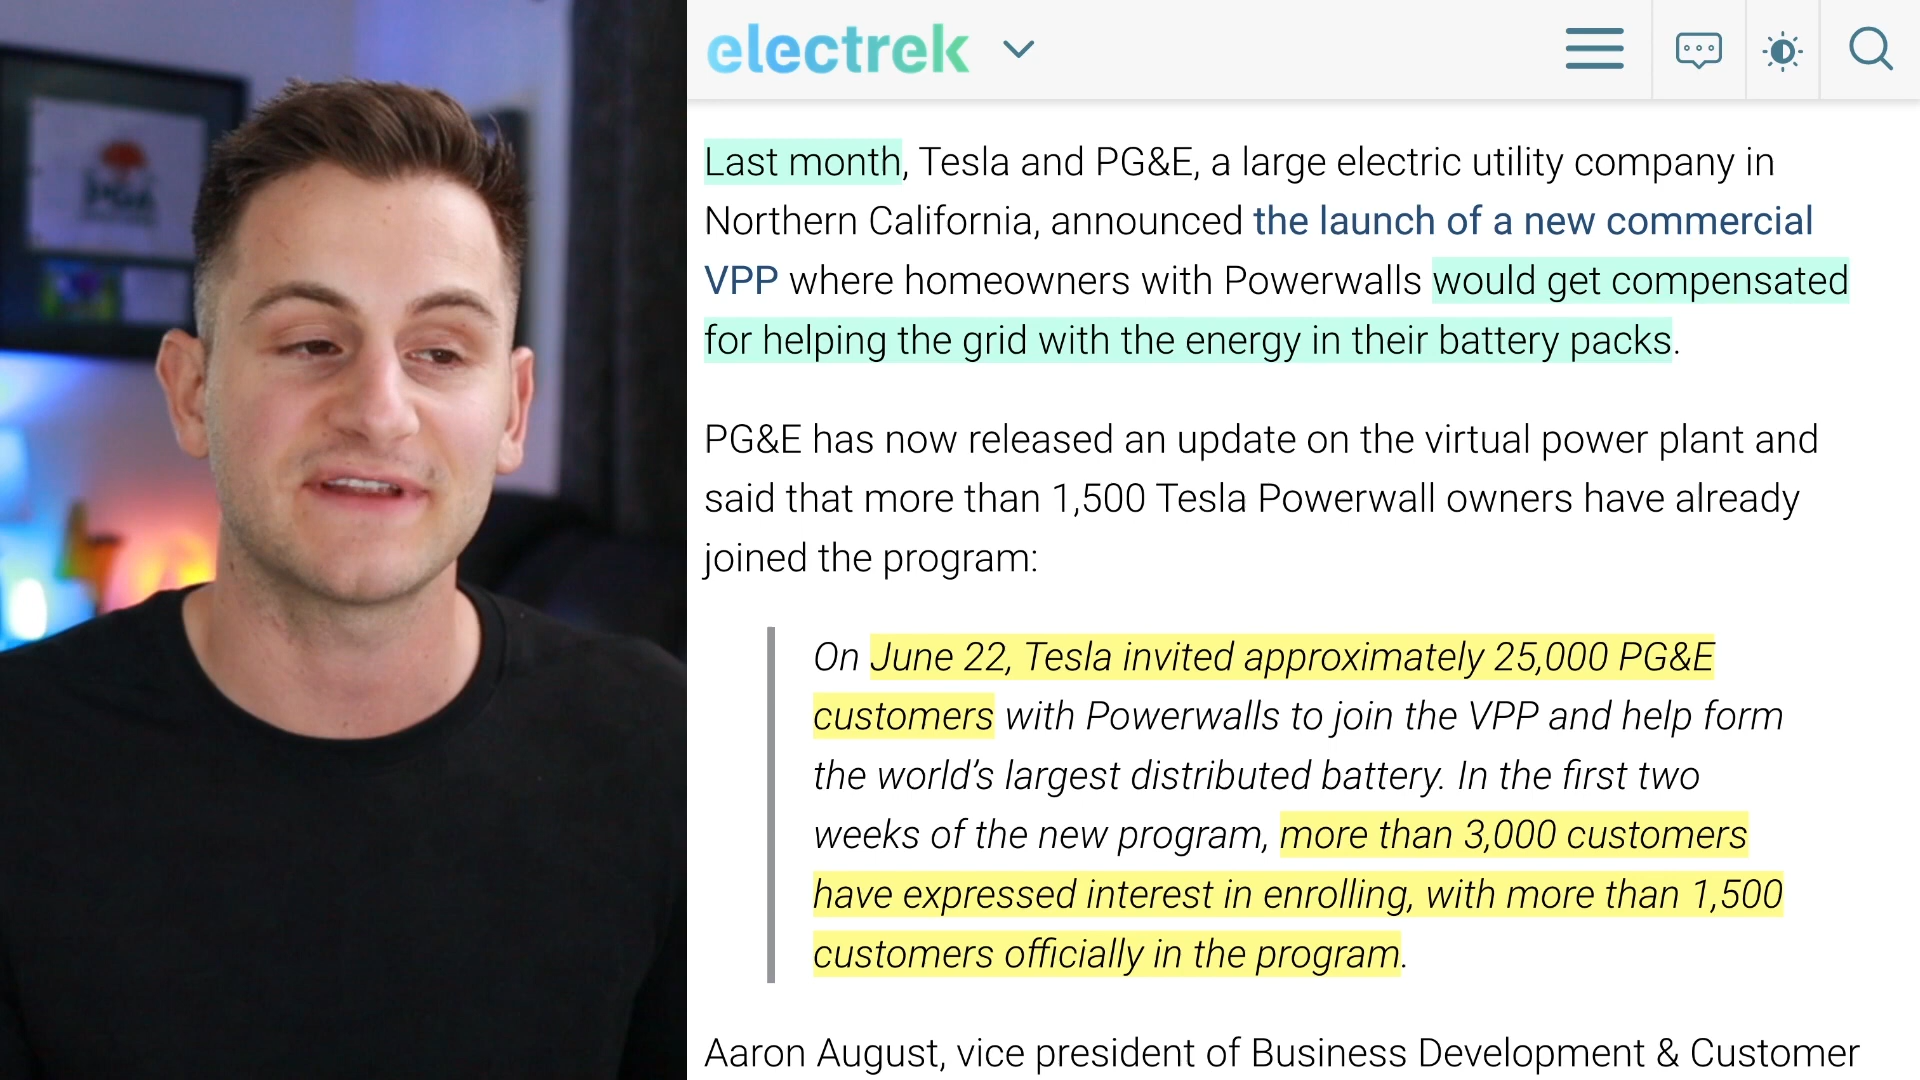 electrek
Last month, Tesla and PG&E, a large electric utility company in
Northern California, announced the launch of a new commercial
VPP where homeowners with Powerwalls would get compensated
for helping the grid with the energy in their battery packs.
PG&E has now released an update on the virtual power plant and
said that more than 1,500 Tesla Powerwall owners have already
joined the program:
On June 22, Tesla invited approximately 25,000 PG&E
customers with Powerwalls to join the VPP and help form
the world’s largest distributed battery. In the first two
weeks of the new program, more than 3,000 customers
have expressed interest in enrolling, with more than 1,500
customers officially in the program.
Aaron August, vice president of Business Development & Customer